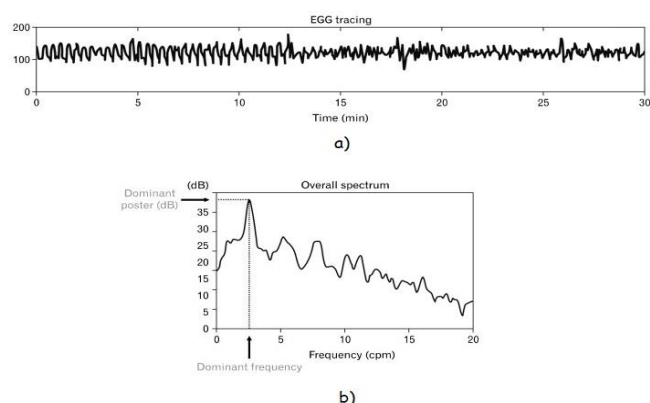 EGG tracing
200
100
0
0 5 10 15 20 25 30
Time (min)
a)
(dB)
Overall spectrum
Dominant
poster (dB)
35
30
35
20
15
10
5
0
0 5 10 15 20
Frequency (cpm)
Dominant frequency
b)